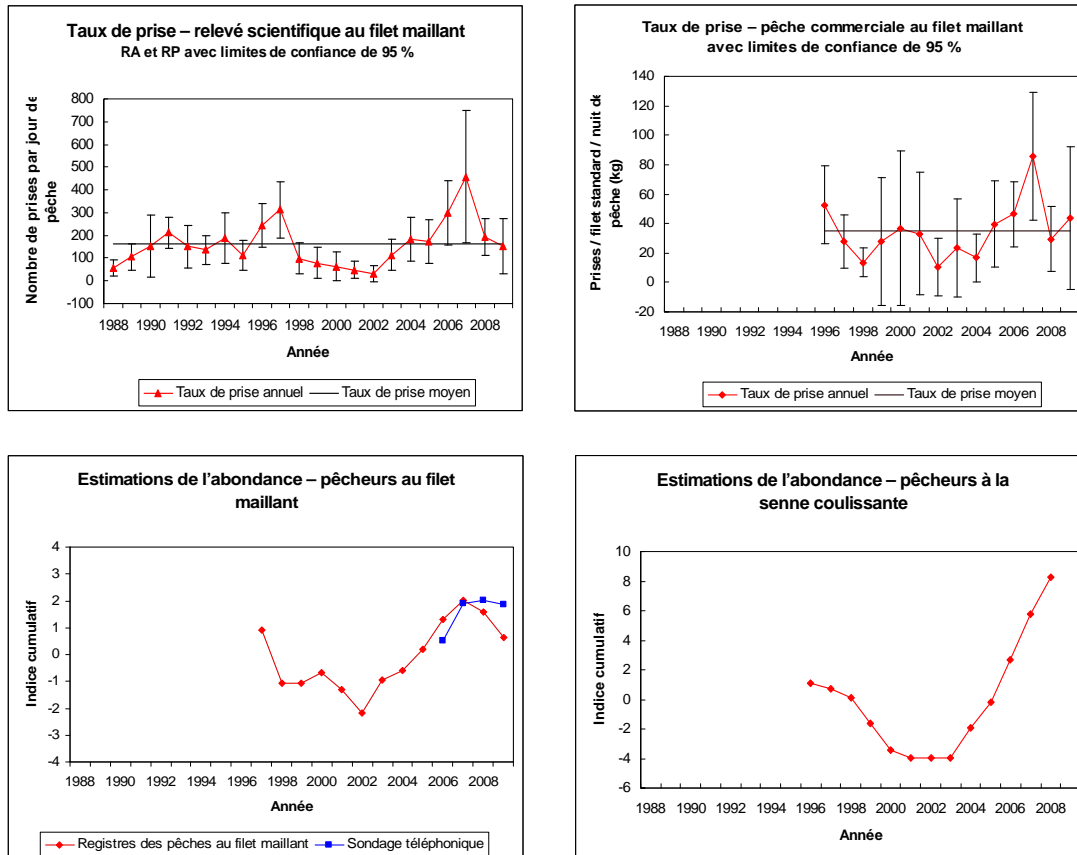 Taux de prise – relevé scientifique au filet maillant
RA et RP avec limites de confiance de 95 %
Nombre de prises par jour de
pêche
800
700
600
500
400
300
200
100
0
-100
1988 1990 1992 1994 1996 1998 2000 2002 2004 2006 2008
Année
Taux de prise annuel Taux de prise moyen
Taux de prise – pêche commerciale au filet maillant
avec limites de confiance de 95 %
Prises / filet standard / nuit de
pêche (kg)
140
120
100
80
60
40
20
0
-20
1988 1990 1992 1994 1996 1998 2000 2002 2004 2006 2008
Année
Taux de prise annuel Taux de prise moyen
Estimations de l'abondance – pêcheurs au filet
maillant
Indice cumulatif
4
3
2
1
0
-1
-2
-3
-4
1988 1990 1992 1994 1996 1998 2000 2002 2004 2006 2008
Année
Registres des pêches au filet maillant Sondage téléphonique
Estimations de l'abondance – pêcheurs à la
senne coulissante
Indice cumulatif
10
8
6
4
2
0
-2
-4
-6
1988 1990 1992 1994 1996 1998 2000 2002 2004 2006 2008
Année